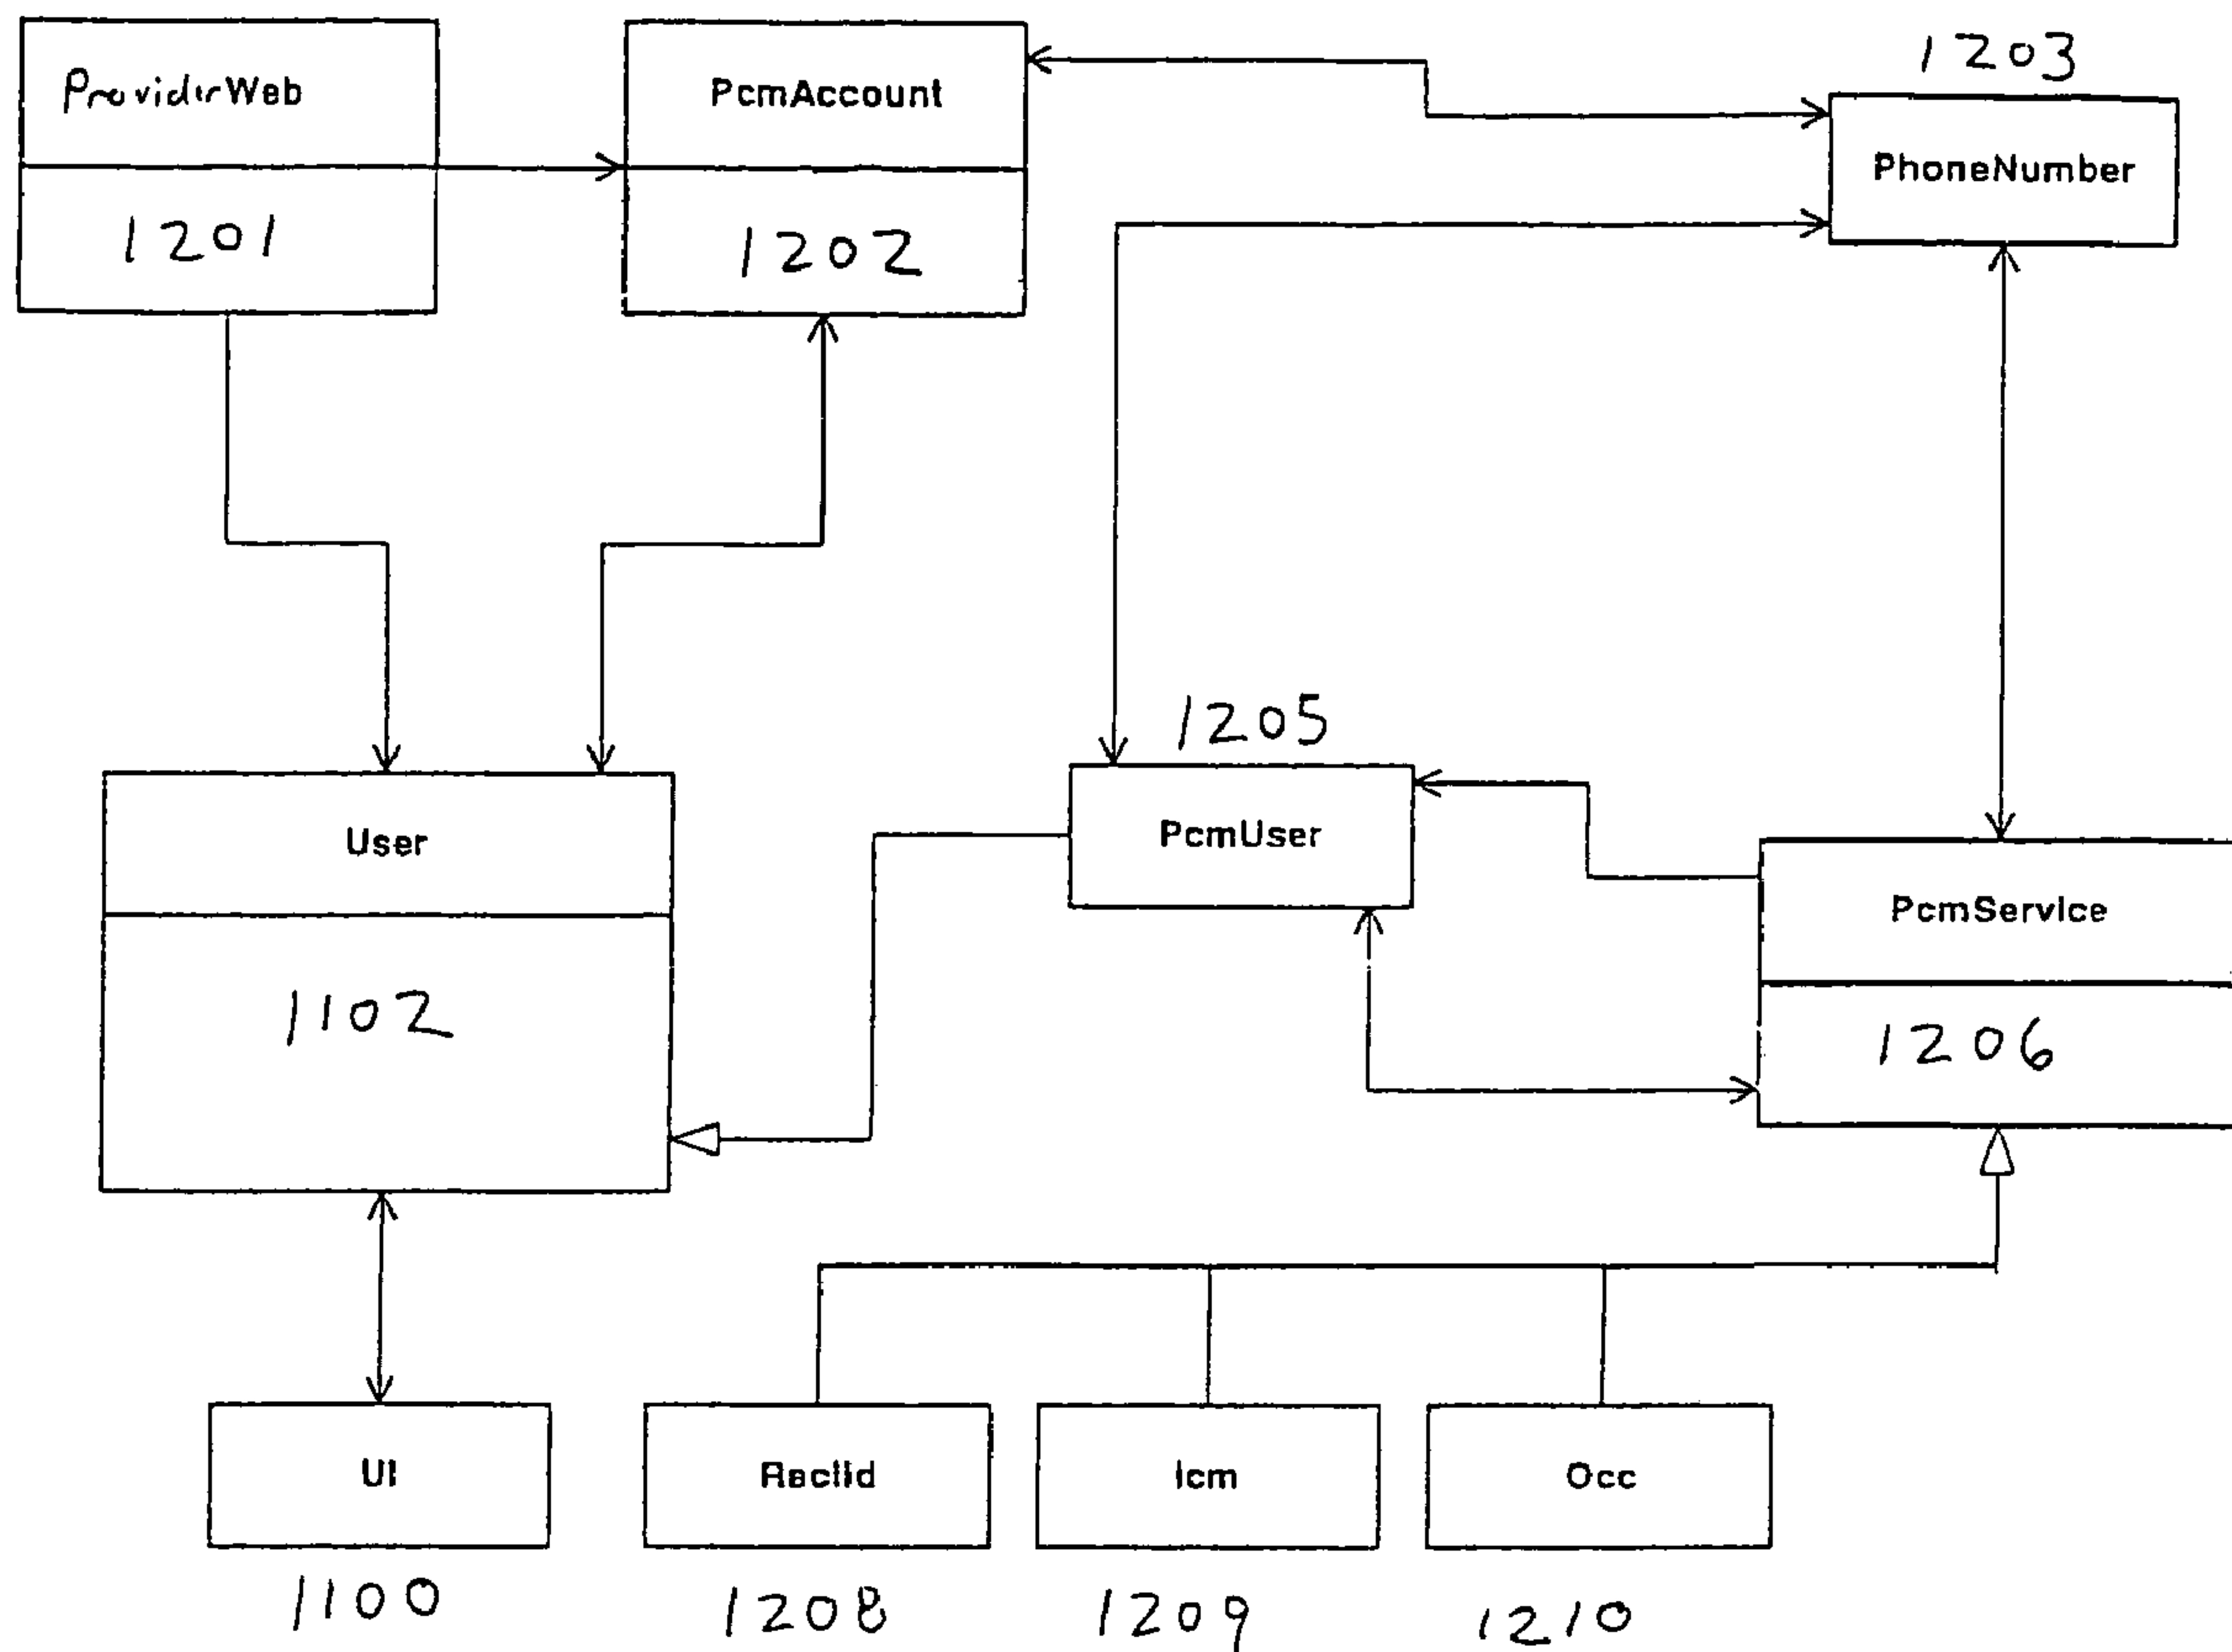 ProviderWeb
PcmAccount
1203
PhoneNumber
1201
1202
1205
User
PcmUser
PcmService
1102
1206
UI
Icm
Occ
1100
1208
1209
1210